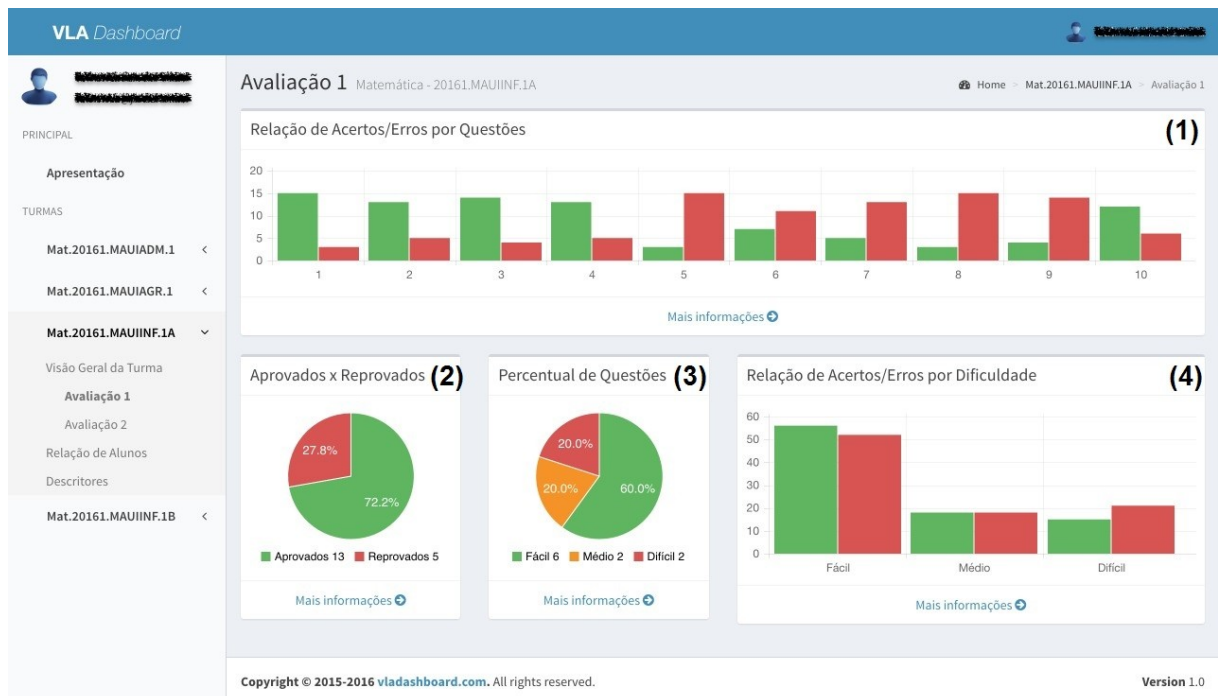 VLA Dashboard
PRINCIPAL
Apresentação
TURMAS
Mat.20161.MAUIADM.1
Mat.20161.MAUIAGR.1
Mat.20161.MAUIINF.1A
Visão Geral da Turma
Avaliação 1
Avaliação 2
Relação de Alunos
Descritores
Mat.20161.MAUIINF.1B
Avaliação 1 Matemática - 20161.MAUIINF.1A
Home > Mat.20161.MAUIINF.1A > Avaliação 1
Relação de Acertos/Erros por Questões (1)
20
15
10
5
0
1 2 3 4 5 6 7 8 9 10
Mais informações
Aprovados x Reprovados (2)
27.8%
72.2%
Aprovados 13 Reprovados 5
Mais informações
Percentual de Questões (3)
20.0%
20.0% 60.0%
Fácil 6 Médio 2 Difícil 2
Mais informações
Relação de Acertos/Erros por Dificuldade (4)
60
50
40
30
20
10
0
Fácil Médio Difícil
Mais informações
Copyright © 2015-2016 vladashboard.com. All rights reserved.
Version 1.0